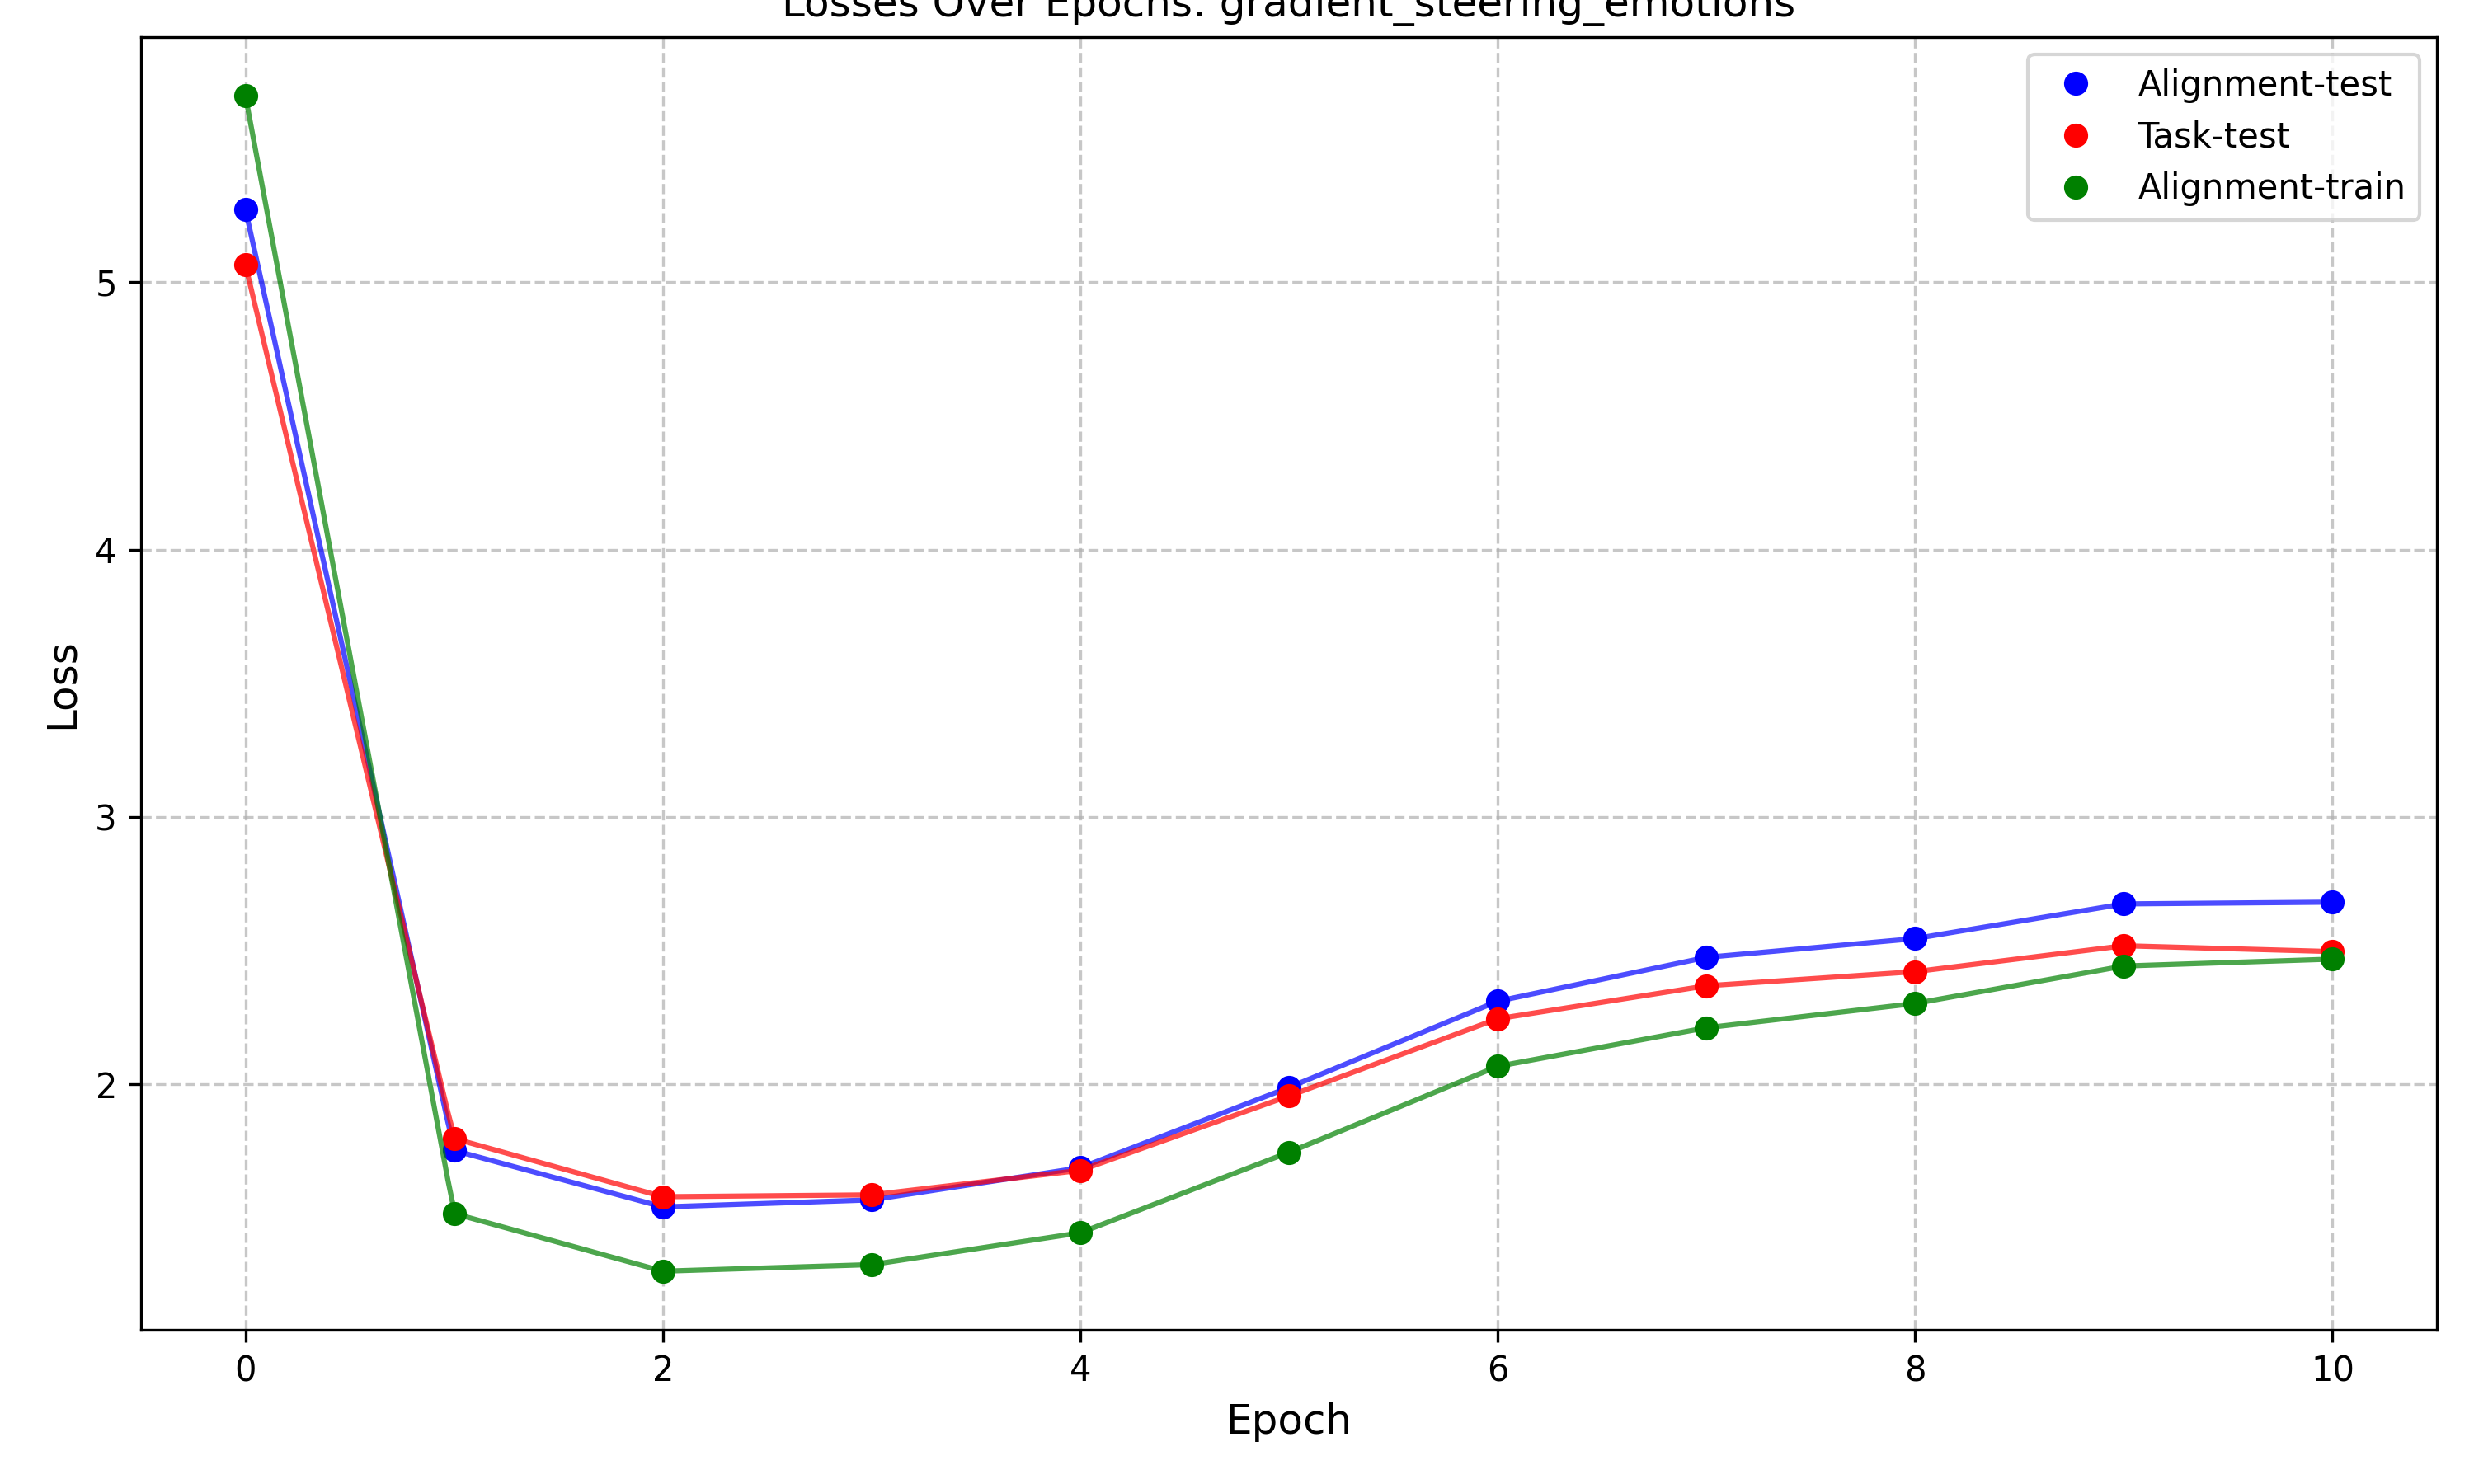 Losses Over Epochs: gradient_steering_emotions
Alignment-test
Task-test
Alignment-train
5
4
3
2
Loss
0 2 4 6 8 10
Epoch